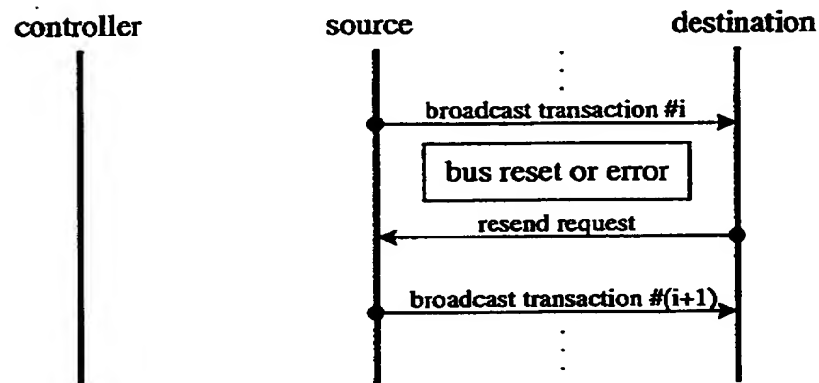 controller
source
destination
broadcast transaction #i
bus reset or error
resend request
broadcast transaction #(i+1)